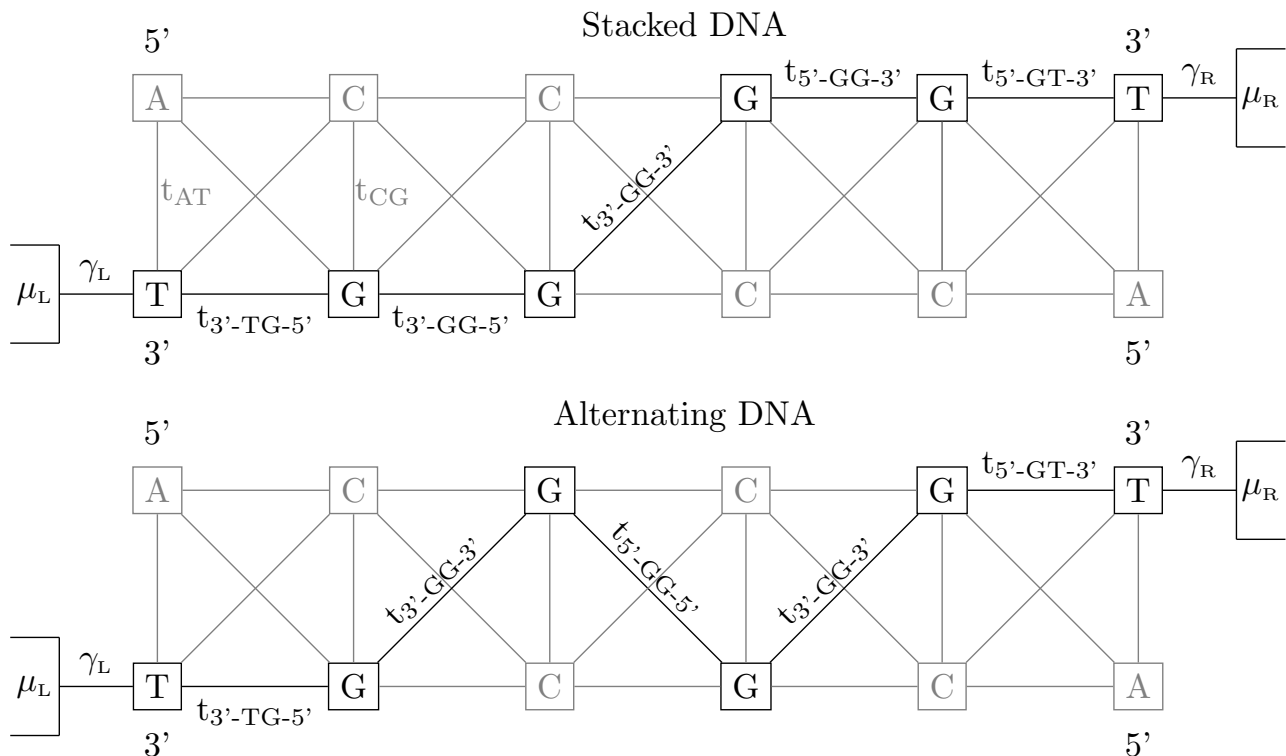 Stacked DNA
5’ 3’
A C C G t5’-GG-3’ G t5’-GT-3’ T γR μR
tAT tCG t3’-GG-3’
μL γL T t3’-TG-5’ G t3’-GG-5’ G C C A
3’ 5’
Alternating DNA
5’ 3’
A C G C G t5’-GT-3’ T γR μR
t3’-GG-3’ t5’-GG-5’ t3’-GG-3’
μL γL T t3’-TG-5’ G C G C A
3’ 5’